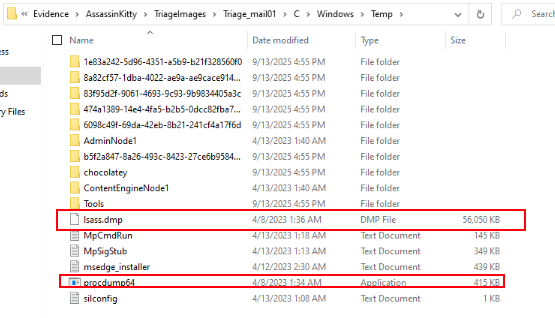 « Evidence > AssassinKitty > TriageImages > Triage_mail01 > C > Windows > Temp > Search
Name Date modified Type Size
1e83a242-5d96-4351-a5b9-b21f328560f0 9/13/2025 4:55 PM File folder
8a82cf57-1dba-4022-ae9a-ae9cace914... 9/13/2025 4:55 PM File folder
83f95d2f-9061-4693-9c93-9b9834405a3c 9/13/2025 4:55 PM File folder
ds 474a1389-14e4-4fa5-b2b5-0dcc82fba7... 9/13/2025 4:55 PM File folder
y Files 6098c49f-69da-42eb-8b21-241cf4a17f6d 9/13/2025 4:55 PM File folder
AdminNode1 4/13/2023 1:40 AM File folder
b5f2a847-8a26-493c-8423-27ce6b9584... 9/13/2025 4:55 PM File folder
chocolatey 9/13/2025 4:55 PM File folder
ContentEngineNode1 4/13/2023 1:40 AM File folder
Tools 9/13/2025 4:55 PM File folder
lsass.dmp 4/8/2023 1:36 AM DMP File 56,050 KB
MpCmdRun 4/13/2023 1:18 AM Text Document 145 KB
MpSigStub 4/13/2023 1:13 AM Text Document 349 KB
msedge_installer 4/12/2023 2:30 AM Text Document 439 KB
procdump64 4/8/2023 1:34 AM Application 415 KB
silconfig 4/13/2023 1:08 AM Text Document 1 KB